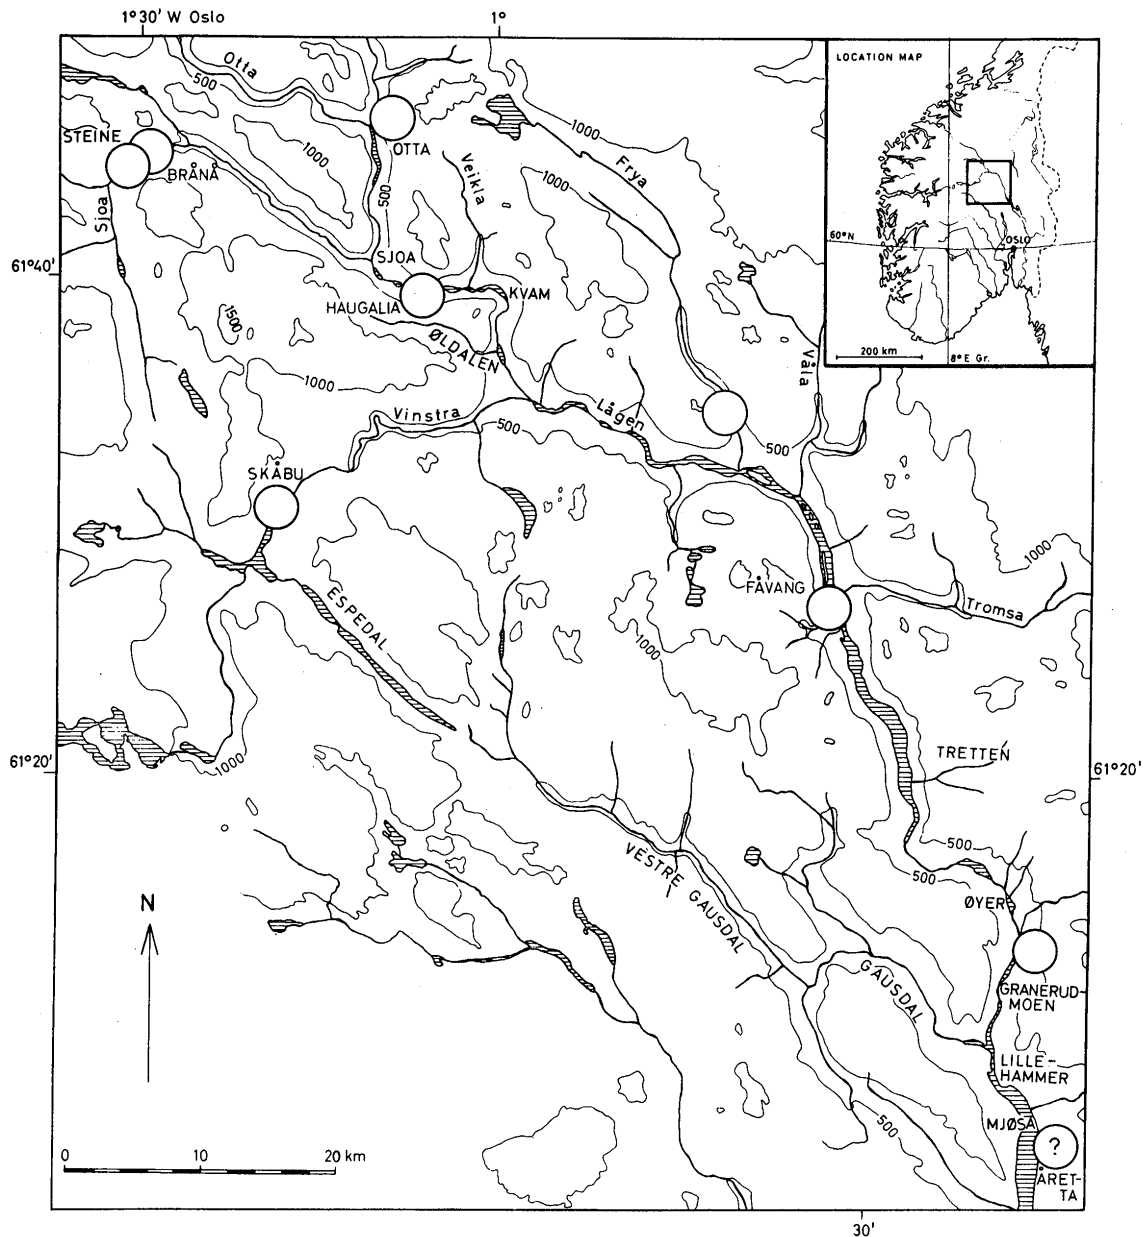 1°30' W Oslo
1°
Otta
500
LOCATION MAP
STEINE
BRÅNÅ
OTTA
1000
1000
500
Veikla
Frya
1000
Sjoa
SJOA
60°N
OSLO
61°40'
HAUGALIA
KVAM
1500
ØLDALEN
200 km
8°E Gr.
1000
Vinstra
500
Lågen
Våla
500
SKÅBU
FÅVANG
1000
Tromsa
ESPEDAL
1000
TRETTEN
61°20'
1000
61°20'
500
500
VESTRE GAUSDAL
ØYER
N
GAUSDAL
GRANERUD-
MOEN
LILLE-
HAMMER
500
MJØSA
?
0 10 20 km
ÅRET-
TA
30'